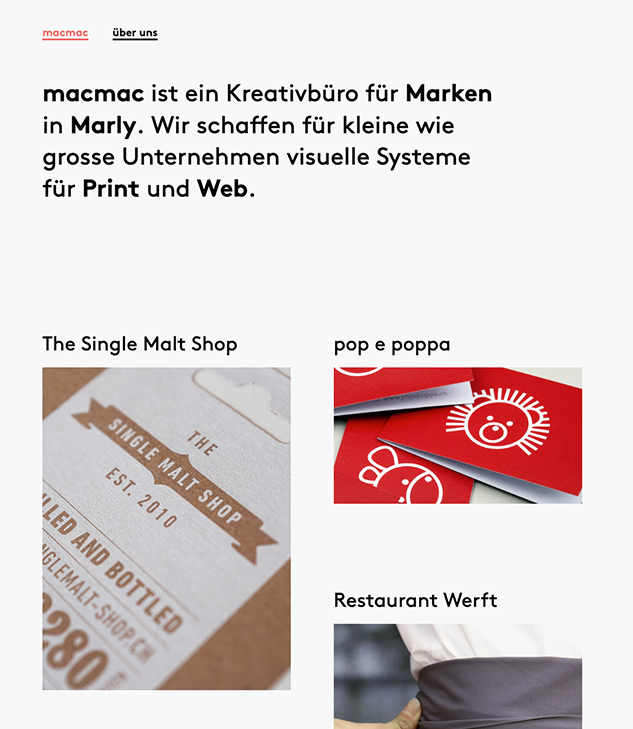 macmac über uns
macmac ist ein Kreativbüro für Marken
in Marly. Wir schaffen für kleine wie
grosse Unternehmen visuelle Systeme
für Print und Web.
The Single Malt Shop
THE
SINGLE MALT SHOP
EST. 2010
LLED AND BOTTLED
NGLEMALT-SHOP.CH
3280
pop e poppa
Restaurant Werft